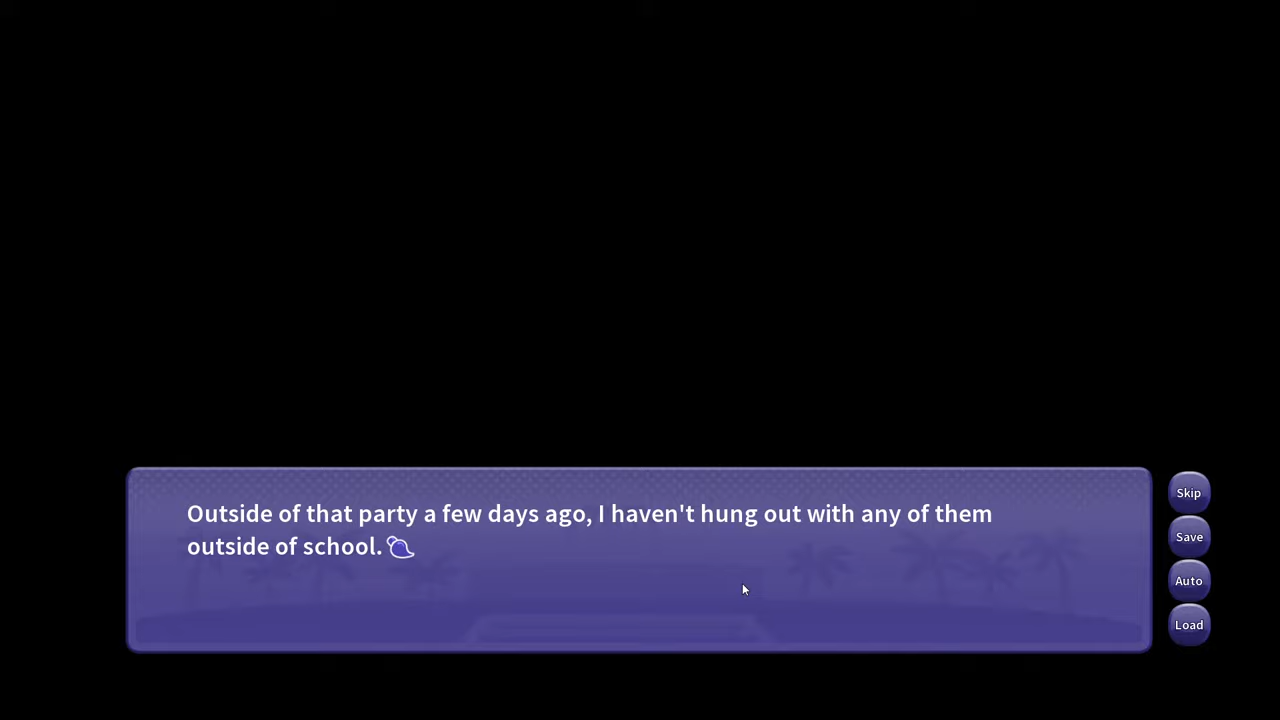 Outside of that party a few days ago, I haven't hung out with any of them
outside of school.
Skip
Save
Auto
Load